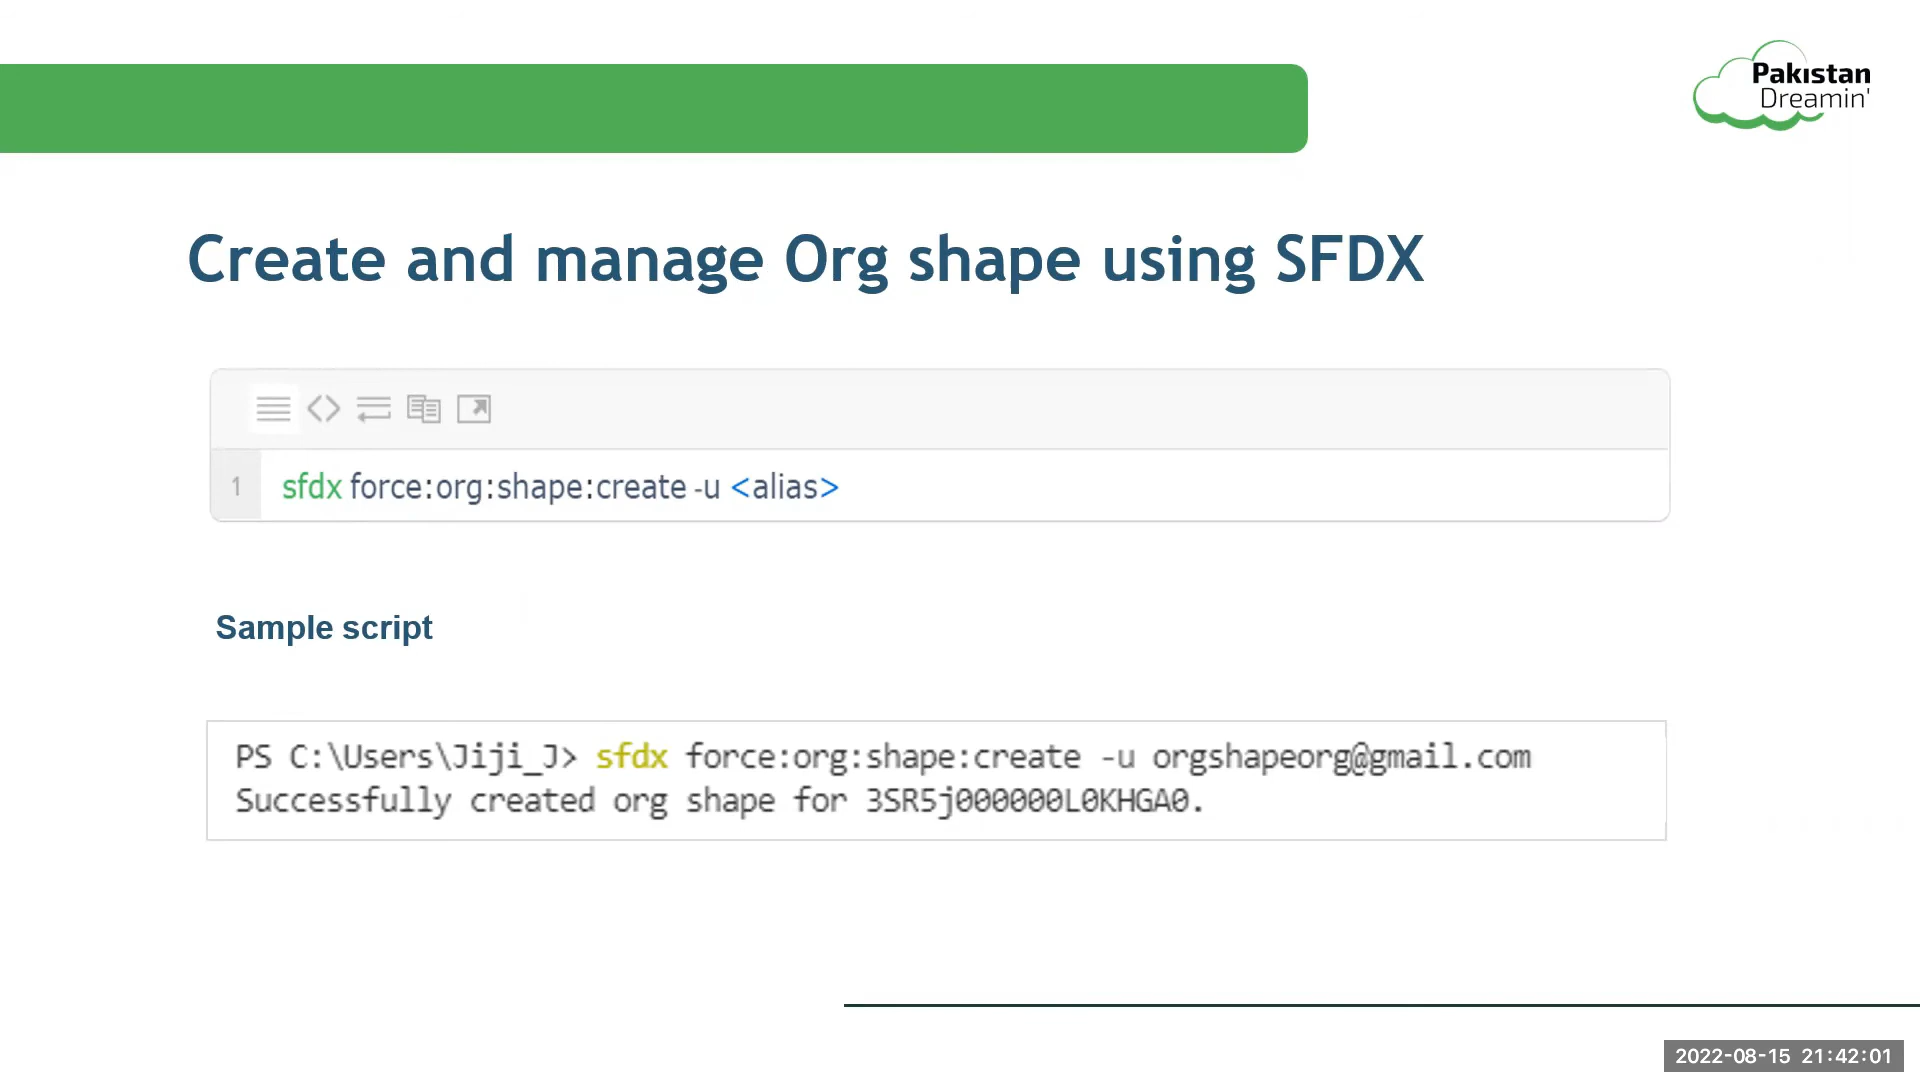 Pakistan
Dreamin'
Create and manage Org shape using SFDX
1 sfdx force:org:shape:create -u <alias>
Sample script
PS C:\Users\Jiji_J> sfdx force:org:shape:create -u orgshapeorg@gmail.com
Successfully created org shape for 3SR5j000000L0KHGA0.
2022-08-15 21:42:01